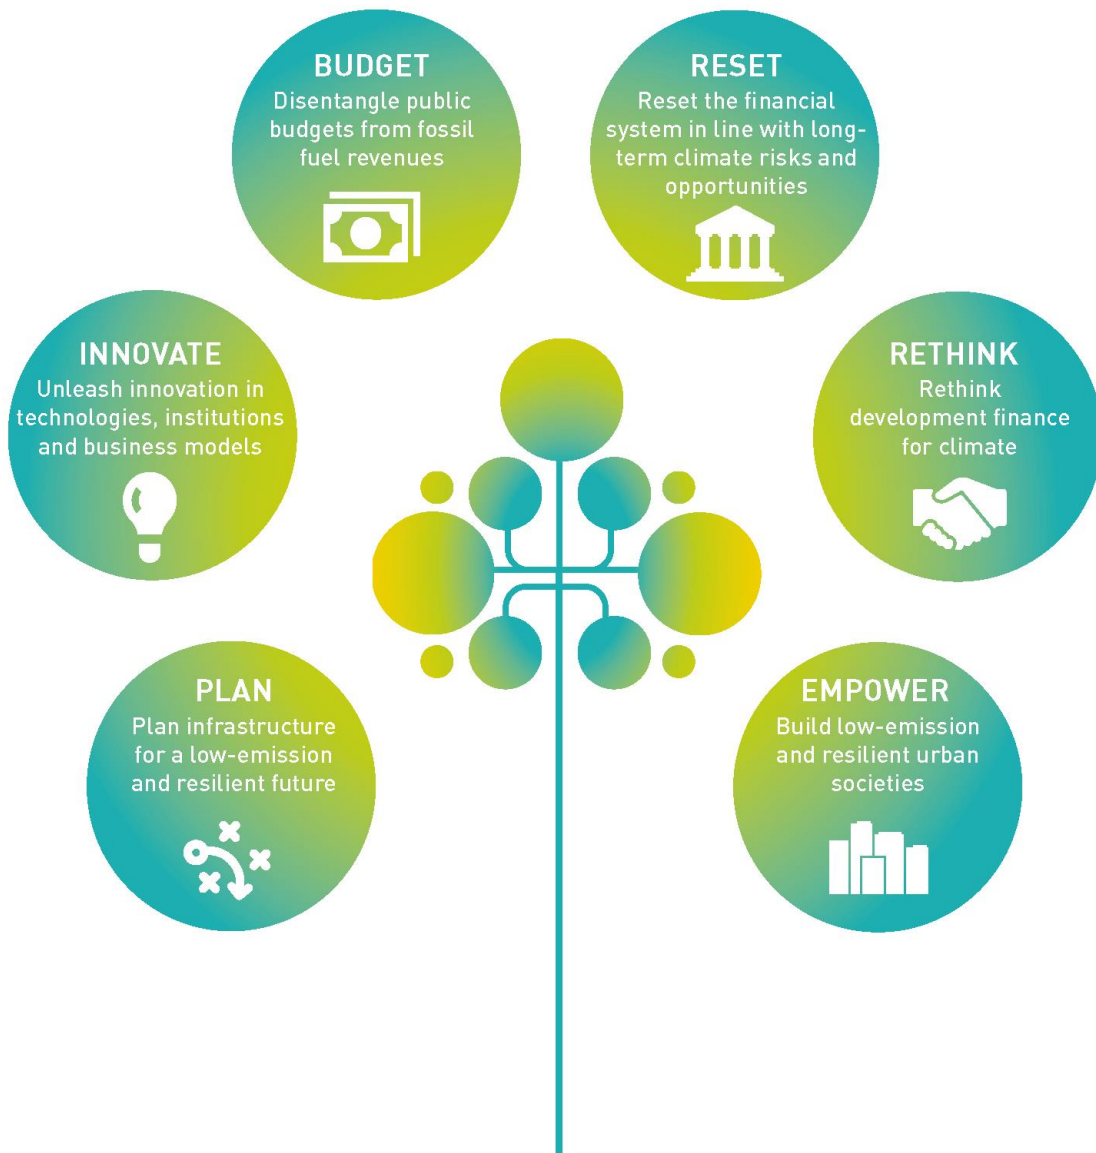 BUDGET
Disentangle public
budgets from fossil
fuel revenues
RESET
Reset the financial
system in line with long-
term climate risks and
opportunities
INNOVATE
Unleash innovation in
technologies, institutions
and business models
RETHINK
Rethink
development finance
for climate
PLAN
Plan infrastructure
for a low-emission
and resilient future
EMPOWER
Build low-emission
and resilient urban
societies